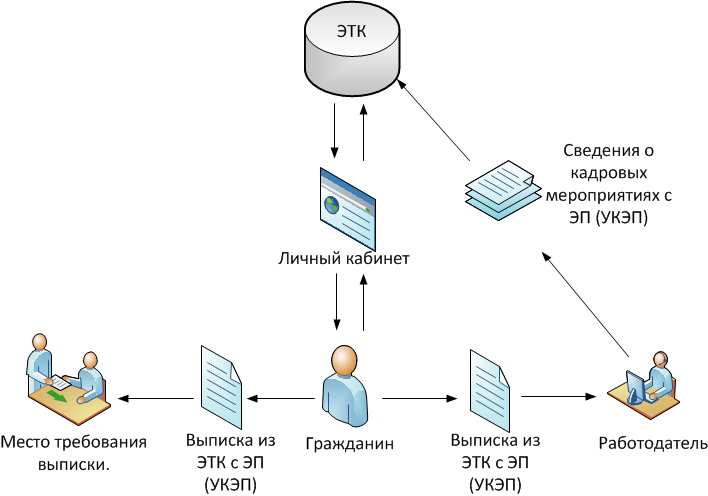 ЭТК
Сведения о
кадровых
мероприятиях с
ЭП (УКЭП)
Личный кабинет
Место требования
выписки.
Выписка из
ЭТК с ЭП
(УКЭП)
Гражданин
Выписка из
ЭТК с ЭП
(УКЭП)
Работодатель